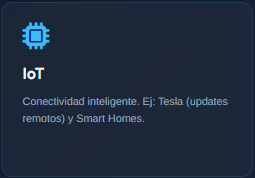 IoT
Conectividad inteligente. Ej: Tesla (updates
remotos) y Smart Homes.